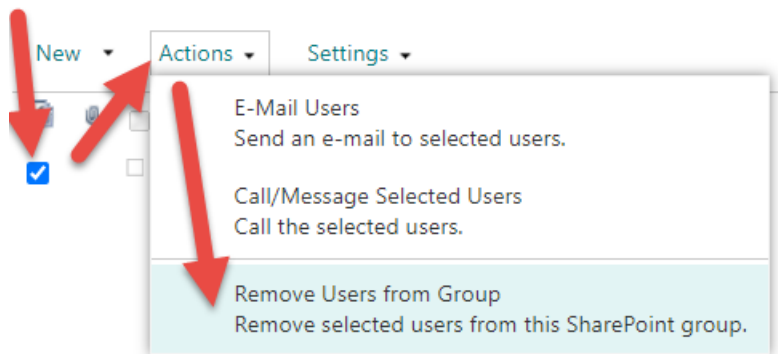 New Actions Settings
E-Mail Users
Send an e-mail to selected users.
Call/Message Selected Users
Call the selected users.
Remove Users from Group
Remove selected users from this SharePoint group.